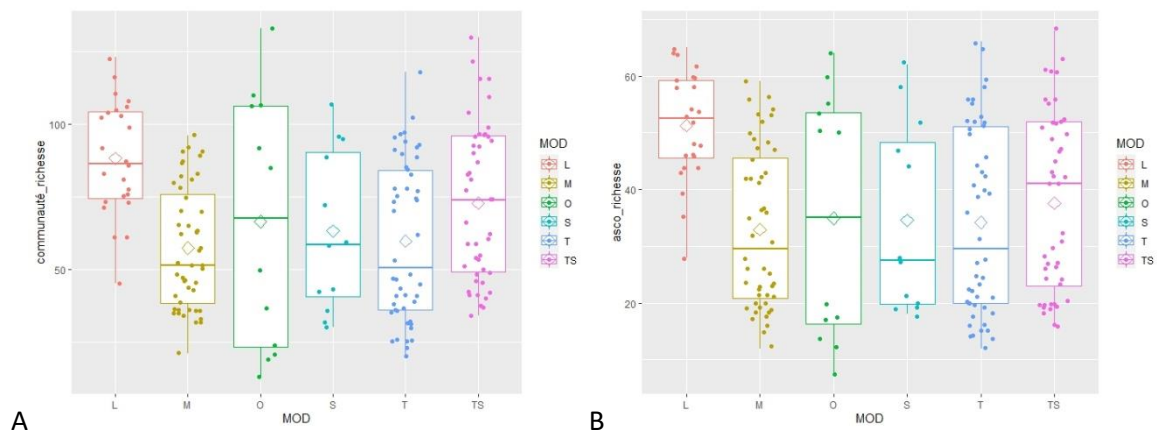 communauté_richesse
100
50
L
M
O
S
T
TS
MOD
MOD
L
M
O
S
T
TS
A
asco_richesse
60
40
20
L
M
O
S
T
TS
MOD
MOD
L
M
O
S
T
TS
B